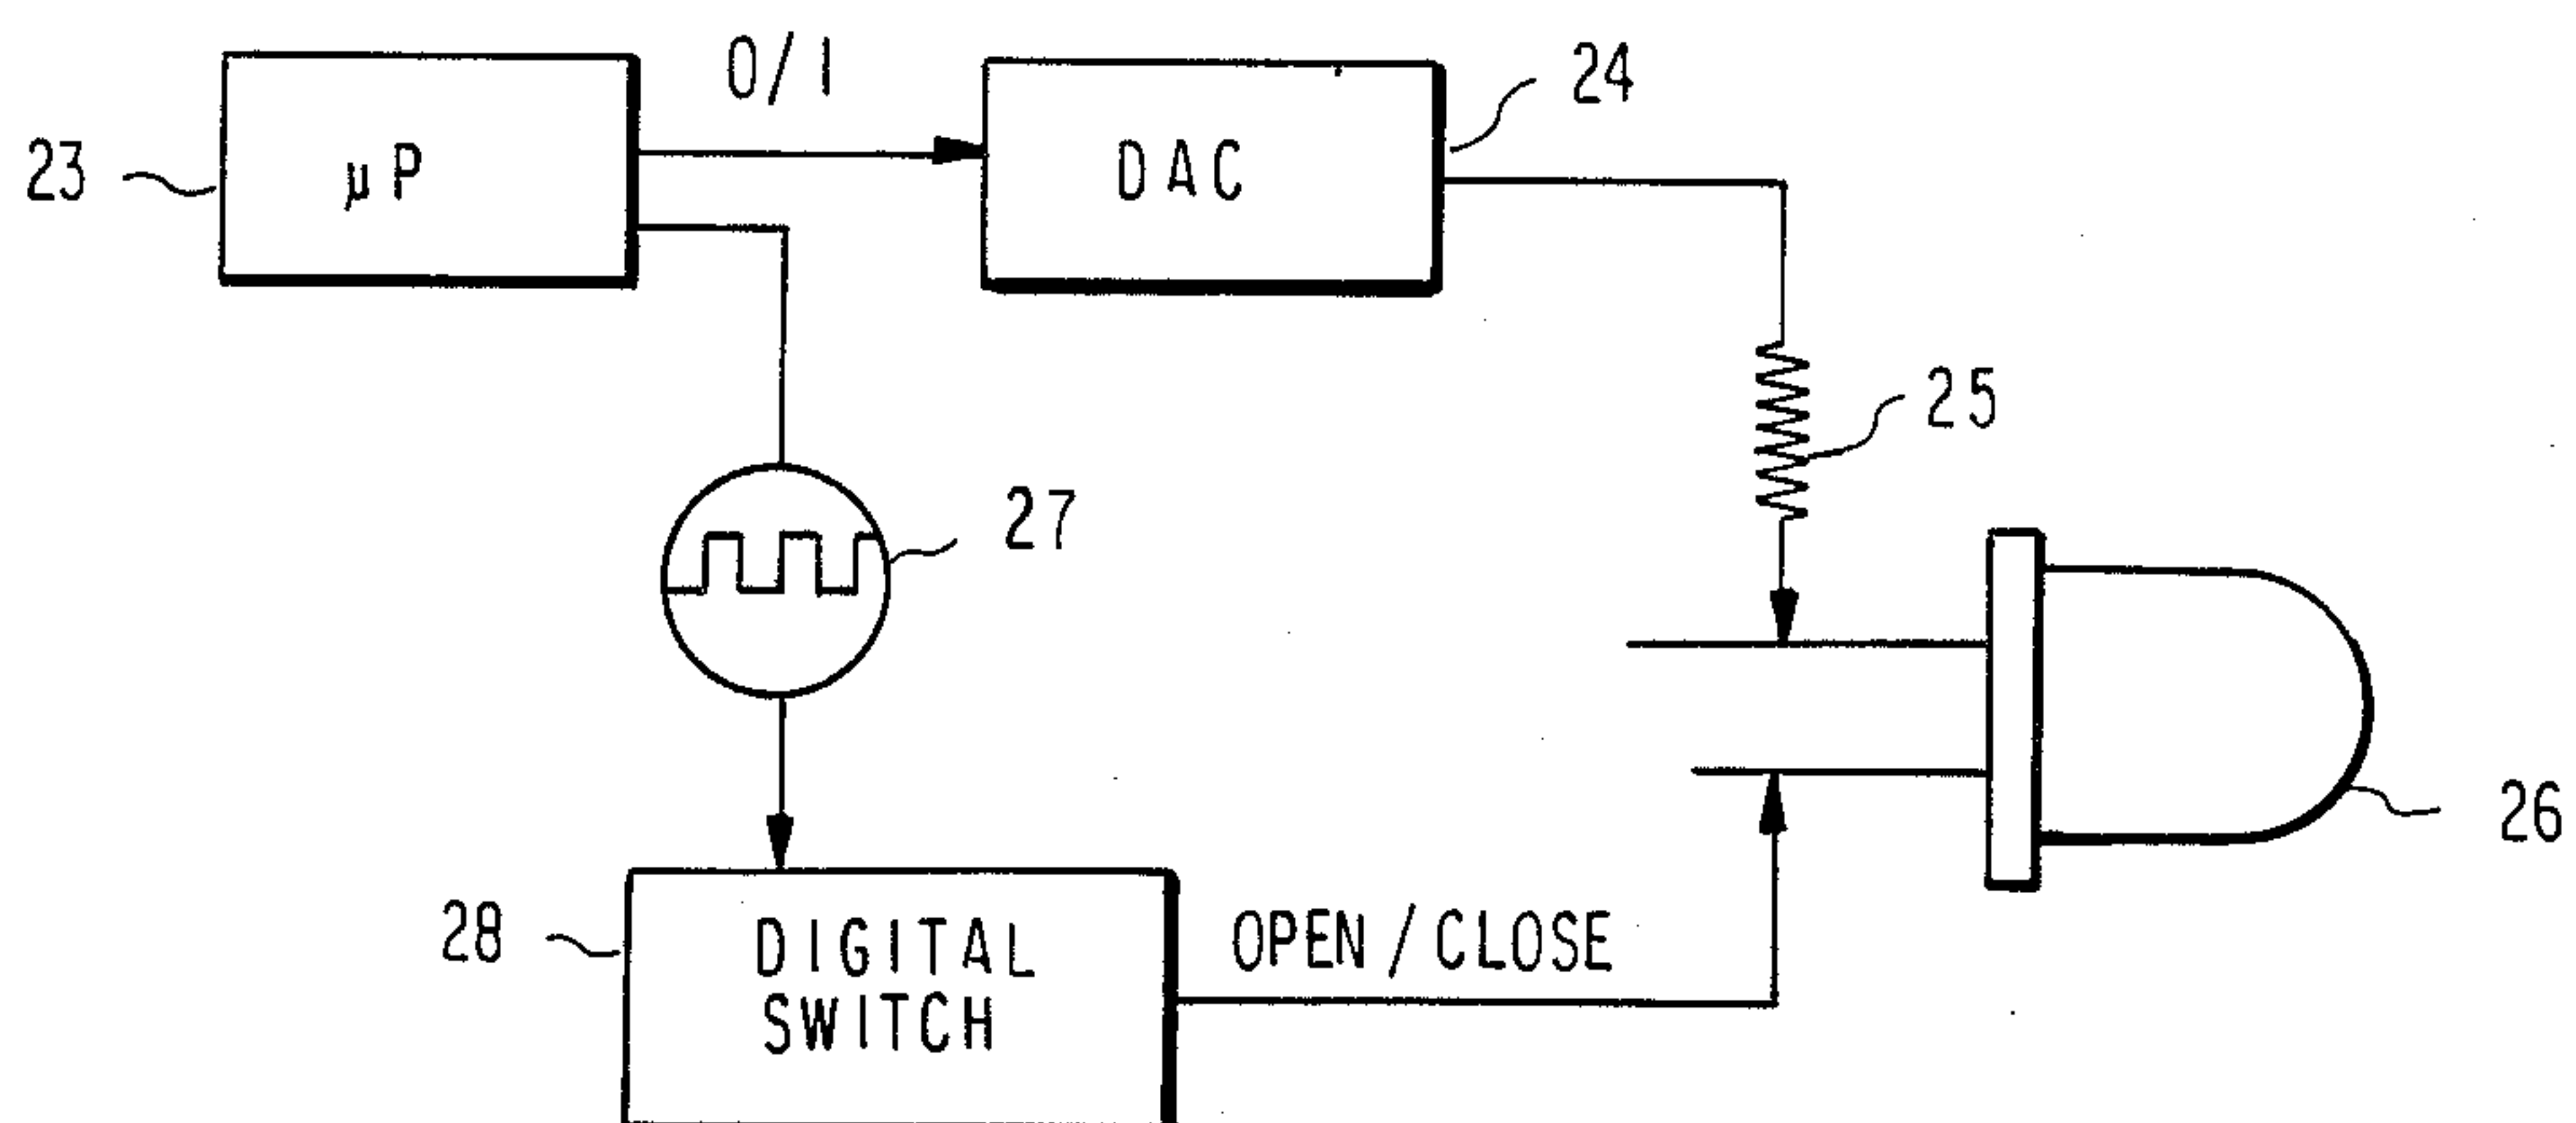 0/1
24
23
μP
DAC
25
27
26
28
DIGITAL
SWITCH
OPEN/CLOSE